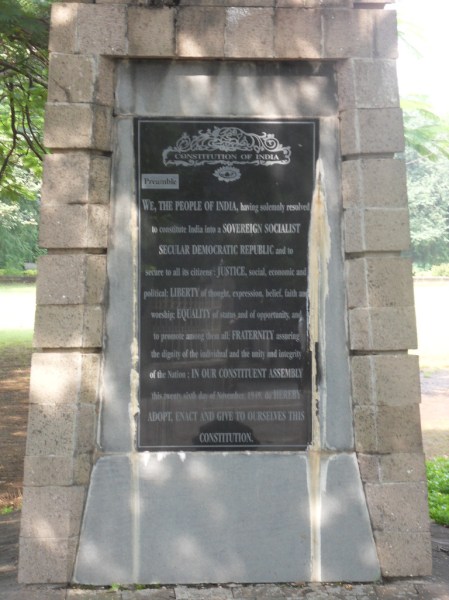 CONSTITUTION OF INDIA
Preamble
WE, THE PEOPLE OF INDIA, having solemnly resolved
to constitute India into a SOVEREIGN SOCIALIST
SECULAR DEMOCRATIC REPUBLIC and to
secure to all its citizens: JUSTICE, social, economic and
political; LIBERTY of thought, expression, belief, faith and
worship; EQUALITY of status and of opportunity, and
to promote among them all; FRATERNITY assuring
the dignity of the individual and the unity and integrity
of the Nation; IN OUR CONSTITUENT ASSEMBLY
this twenty sixth day of November, 1949, do HEREBY
ADOPT, ENACT AND GIVE TO OURSELVES THIS
CONSTITUTION.